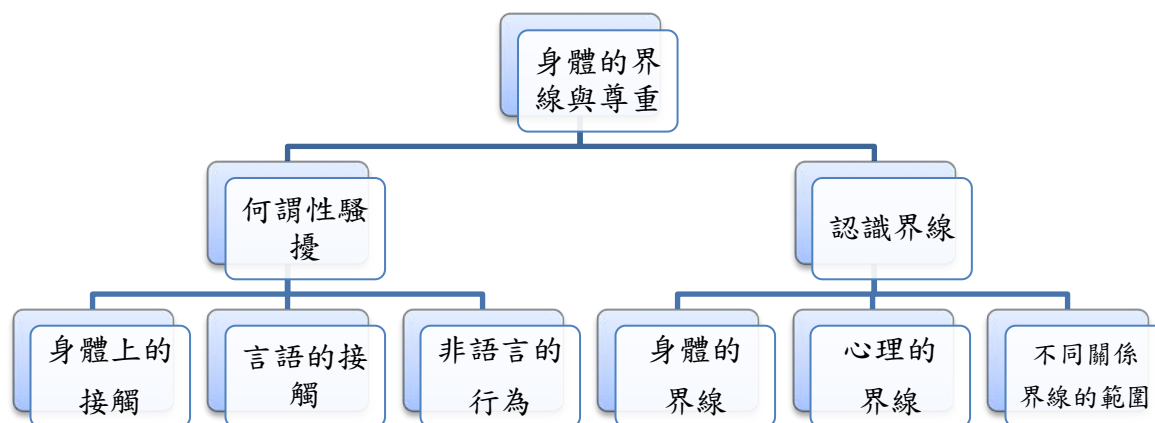 身體的界
線與尊重
何謂性騷
擾
認識界線
身體上的
接觸
言語的接
觸
非語言的
行為
身體的
界線
心理的
界線
不同關係
界線的範圍